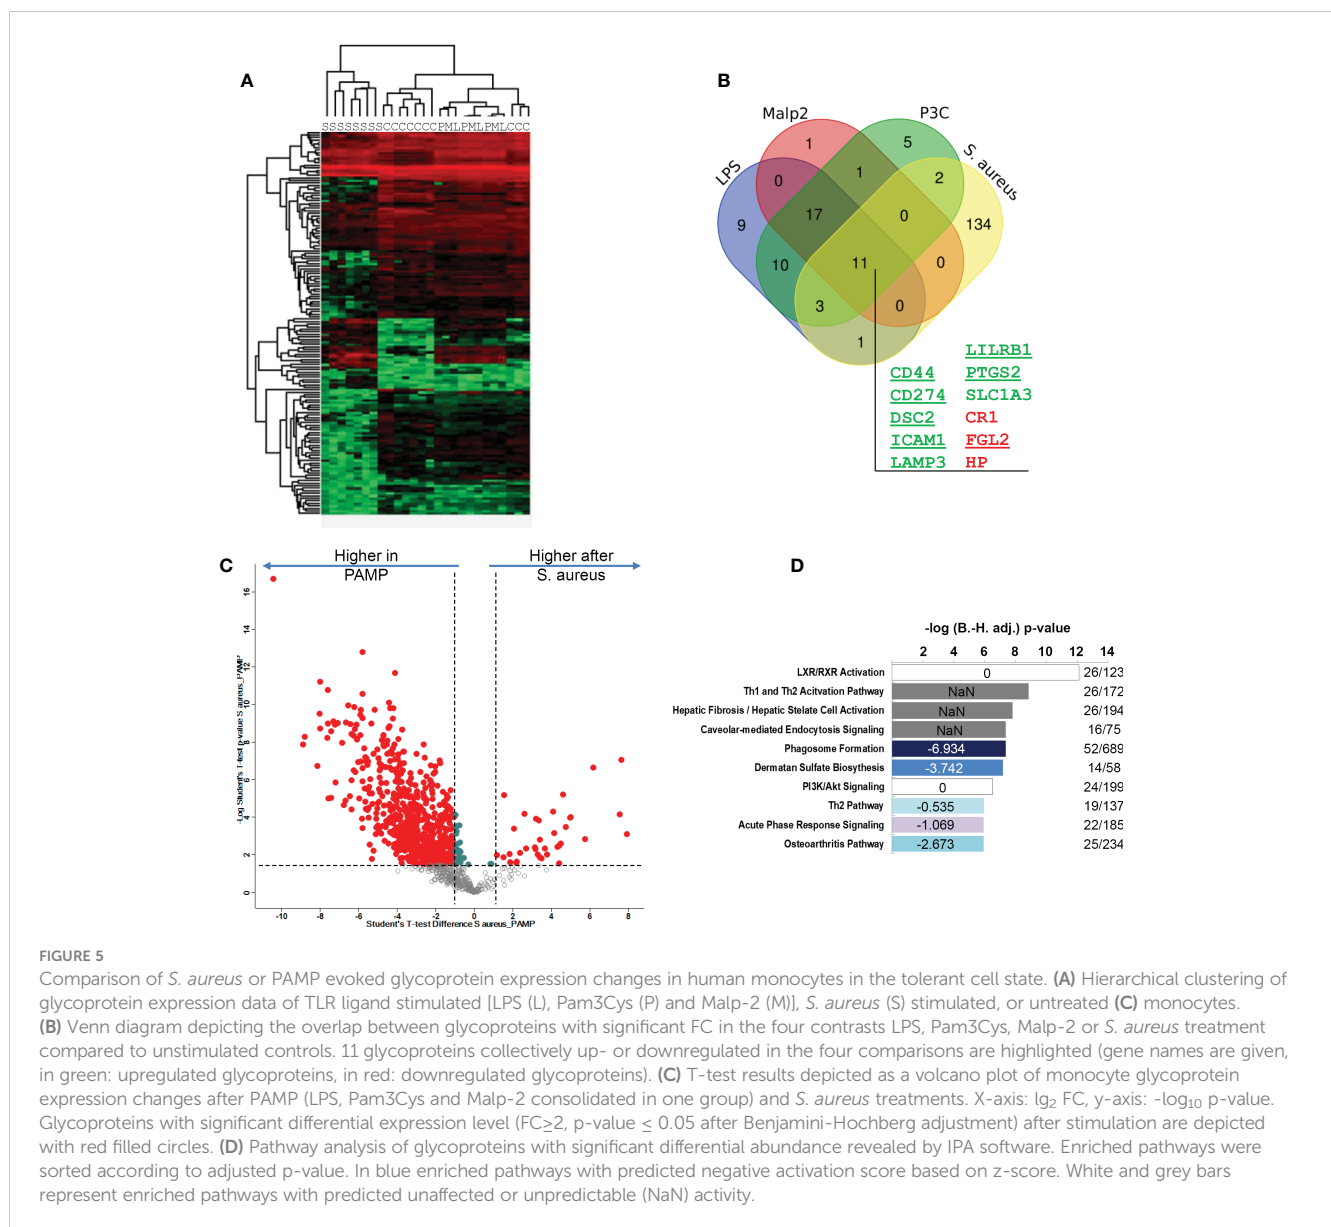 A
SSSSSSSSCCCCCCCPMLPMLPMLCCC
B
Malp2
P3C
LPS
S. aureus
1
5
0
1
2
9
17
0
134
10
11
0
3
0
1
LILRB1
CD44
PTGS2
CD274
SLC1A3
DSC2
CR1
ICAM1
FGL2
LAMP3
HP
C
Higher in
PAMP
Higher after
S. aureus
-Log Student's T-test p-value S aureus_PAMP
16
14
12
10
8
6
4
2
0
-10
-8
-6
-4
-2
0
2
4
6
8
Student's T-test Difference S aureus_PAMP
D
-log (B.-H. adj.) p-value
2 4 6 8 10 12 14
LXR/RXR Activation 0 26/123
Th1 and Th2 Acitvation Pathway NaN 26/172
Hepatic Fibrosis / Hepatic Stelate Cell Activation NaN 26/194
Caveolar-mediated Endocytosis Signaling NaN 16/75
Phagosome Formation -6.934 52/689
Dermatan Sulfate Biosythesis -3.742 14/58
PI3K/Akt Signaling 0 24/199
Th2 Pathway -0.535 19/137
Acute Phase Response Signaling -1.069 22/185
Osteoarthritis Pathway -2.673 25/234
FIGURE 5
Comparison of S. aureus or PAMP evoked glycoprotein expression changes in human monocytes in the tolerant cell state. (A) Hierarchical clustering of
glycoprotein expression data of TLR ligand stimulated [LPS (L), Pam3Cys (P) and Malp-2 (M)], S. aureus (S) stimulated, or untreated (C) monocytes.
(B) Venn diagram depicting the overlap between glycoproteins with significant FC in the four contrasts LPS, Pam3Cys, Malp-2 or S. aureus treatment
compared to unstimulated controls. 11 glycoproteins collectively up- or downregulated in the four comparisons are highlighted (gene names are given,
in green: upregulated glycoproteins, in red: downregulated glycoproteins). (C) T-test results depicted as a volcano plot of monocyte glycoprotein
expression changes after PAMP (LPS, Pam3Cys and Malp-2 consolidated in one group) and S. aureus treatments. X-axis: lg₂ FC, y-axis: -log₁₀ p-value.
Glycoproteins with significant differential expression level (FC≥2, p-value ≤ 0.05 after Benjamini-Hochberg adjustment) after stimulation are depicted
with red filled circles. (D) Pathway analysis of glycoproteins with significant differential abundance revealed by IPA software. Enriched pathways were
sorted according to adjusted p-value. In blue enriched pathways with predicted negative activation score based on z-score. White and grey bars
represent enriched pathways with predicted unaffected or unpredictable (NaN) activity.